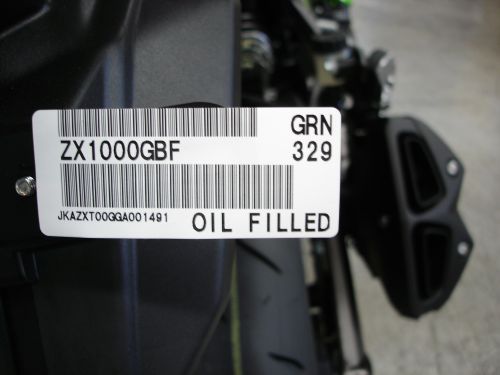 GRN
ZX1000GBF 329
JKAZXT00GGA001491
OIL FILLED